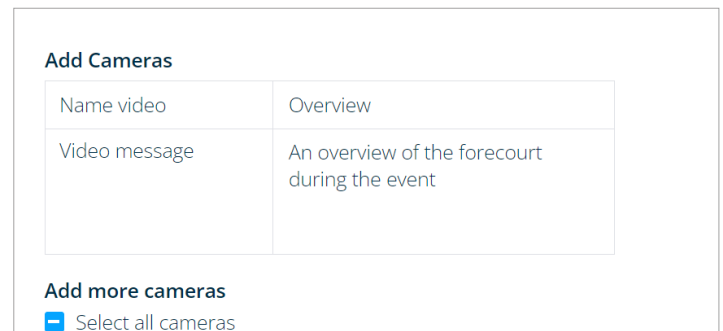 Add Cameras
Name video
Overview
Video message
An overview of the forecourt
during the event
Add more cameras
Select all cameras